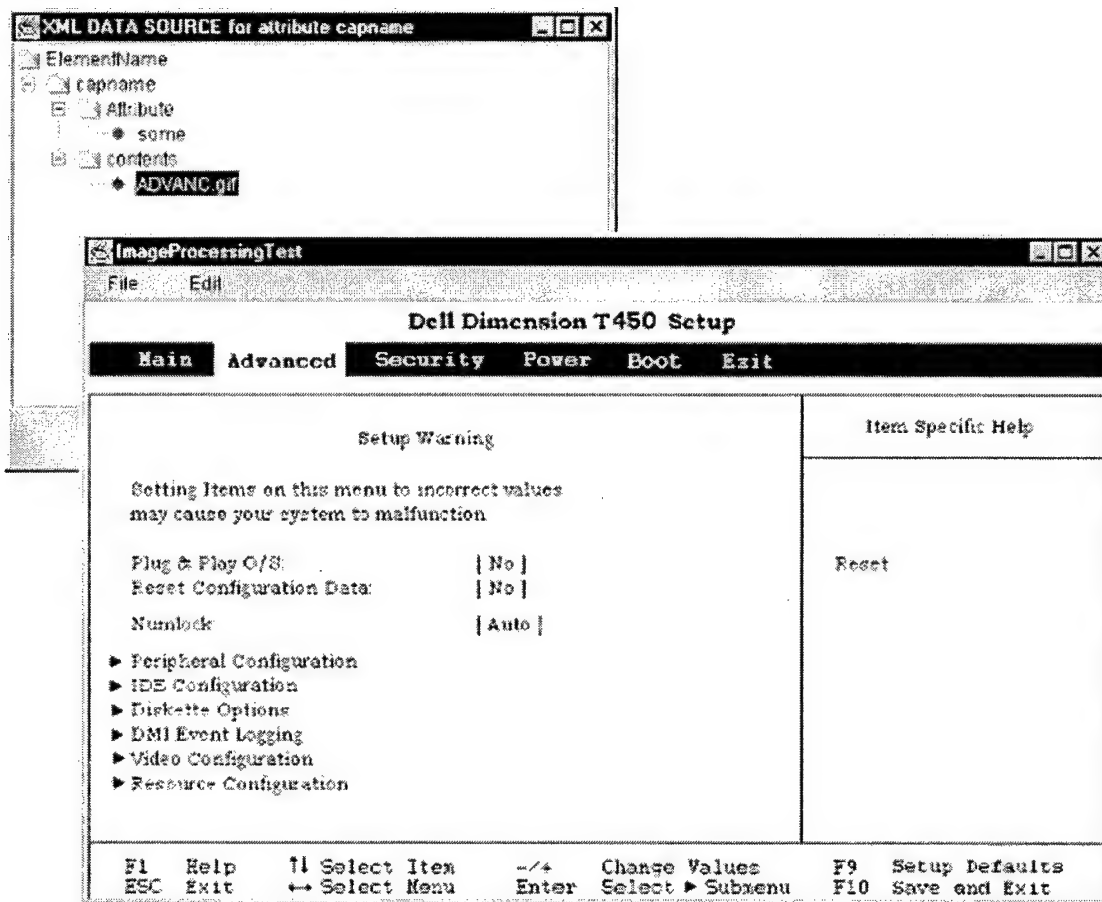 XML DATA SOURCE for attribute capname
ElementName
capname
Attribute
some
contents
ADVANC.gif
ImageProcessingTest
File Edit
Dell Dimension T450 Setup
Main Advanced Security Power Boot Exit
Setup Warning
Item Specific Help
Setting Items on this menu to incorrect values
may cause your system to malfunction
Plug & Play O/S: [ No ]
Reset
Reset Configuration Data: [ No ]
Numlock [ Auto ]
▶ Peripheral Configuration
▶ IDE Configuration
▶ Diskette Options
▶ DMI Event Logging
▶ Video Configuration
▶ Resource Configuration
F1 Help ↑↓ Select Item -/+ Change Values F9 Setup Defaults
ESC Exit ↔ Select Menu Enter Select ▶ Submenu F10 Save and Exit